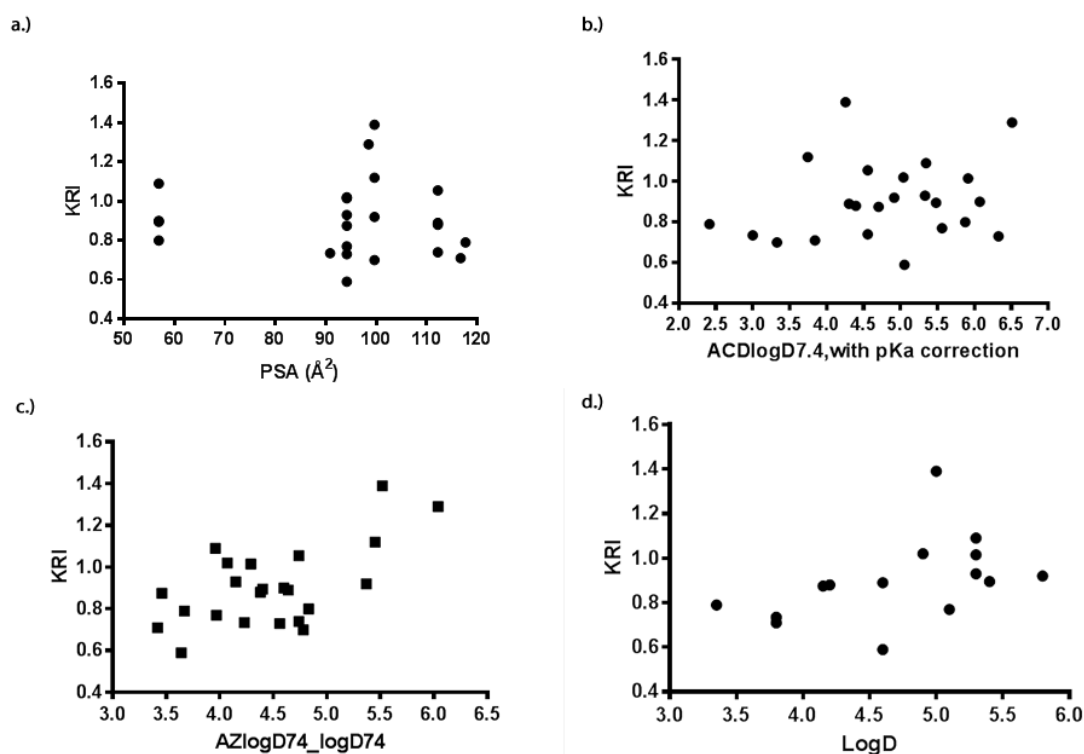 a.)
1.6
1.4
1.2
1.0
0.8
0.6
0.4
KRI
50 60 70 80 90 100 110 120
PSA (Å²)
b.)
1.6
1.4
1.2
1.0
0.8
0.6
0.4
KRI
2.0 2.5 3.0 3.5 4.0 4.5 5.0 5.5 6.0 6.5 7.0
ACDlogD7.4,with pKa correction
c.)
1.6
1.4
1.2
1.0
0.8
0.6
0.4
KRI
3.0 3.5 4.0 4.5 5.0 5.5 6.0 6.5
AZlogD74_logD74
d.)
1.6
1.4
1.2
1.0
0.8
0.6
0.4
KRI
3.0 3.5 4.0 4.5 5.0 5.5 6.0
LogD